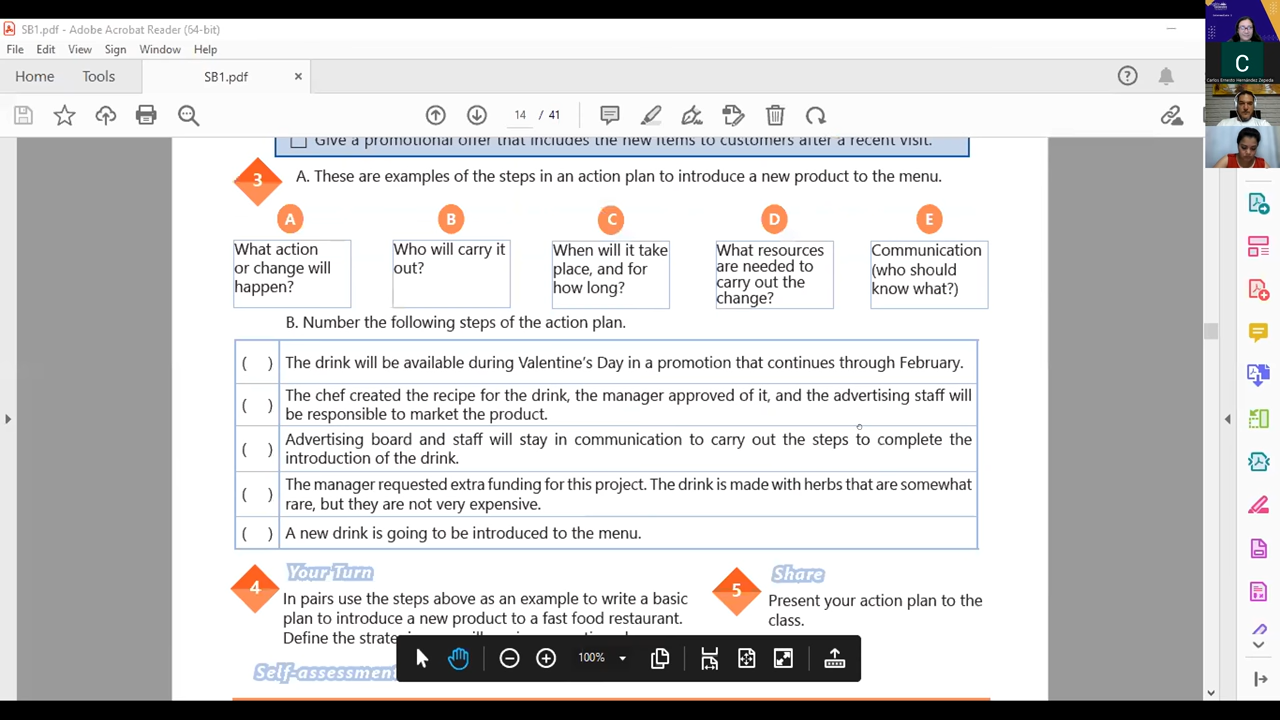 SB1.pdf - Adobe Acrobat Reader (64-bit)
File Edit View Sign Window Help
Home Tools SB1.pdf ×
14 / 41
Give a promotional offer that includes the new items to customers after a recent visit.
3 A. These are examples of the steps in an action plan to introduce a new product to the menu.
A B C D E
What action
or change will
happen?
Who will carry it
out?
When will it take
place, and for
how long?
What resources
are needed to
carry out the
change?
Communication
(who should
know what?)
B. Number the following steps of the action plan.
( ) The drink will be available during Valentine's Day in a promotion that continues through February.
( ) The chef created the recipe for the drink, the manager approved of it, and the advertising staff will
be responsible to market the product.
( ) Advertising board and staff will stay in communication to carry out the steps to complete the
introduction of the drink.
( ) The manager requested extra funding for this project. The drink is made with herbs that are somewhat
rare, but they are not very expensive.
( ) A new drink is going to be introduced to the menu.
4 Your Turn
In pairs use the steps above as an example to write a basic
plan to introduce a new product to a fast food restaurant.
Define the
5 Share
Present your action plan to the
class.
Self-assessment
100%
C
Carlos Ernesto Hernández Zepeda